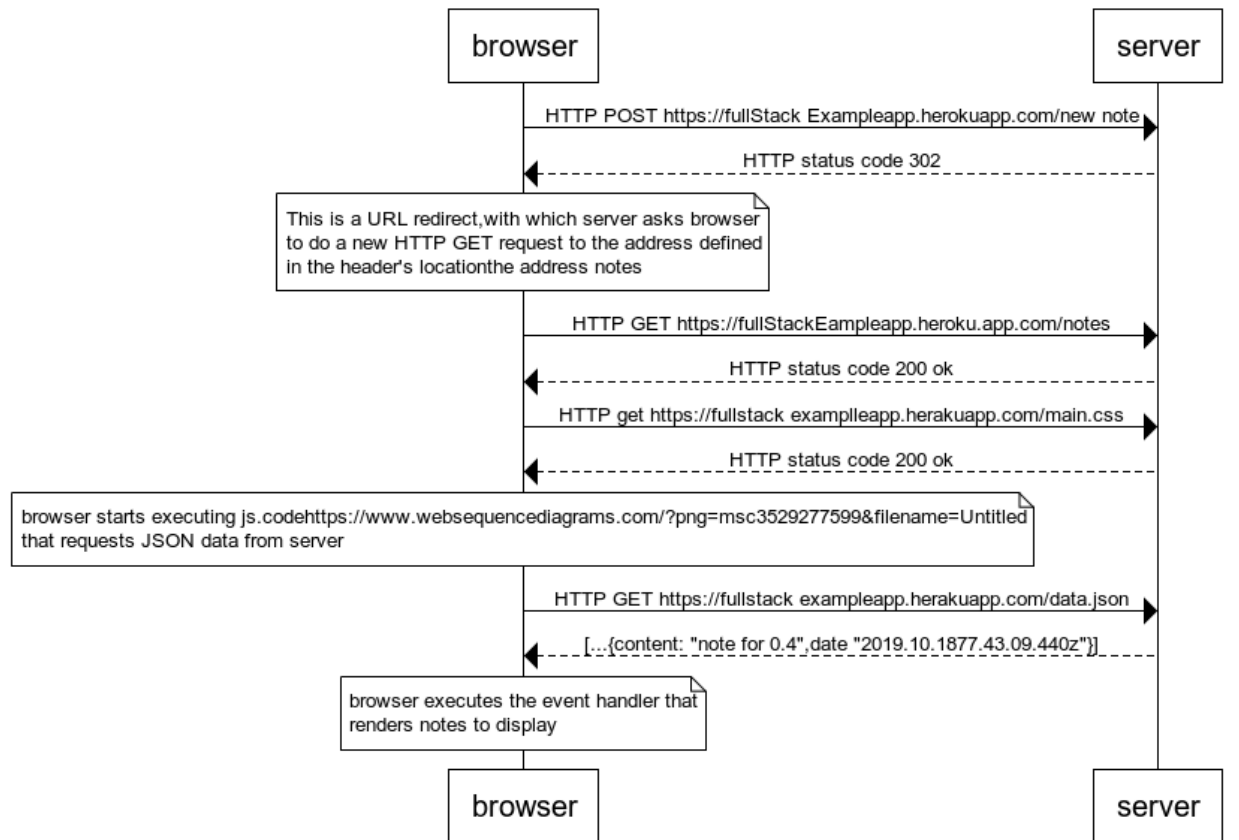 browser
server
HTTP POST https://fullStack Exampleapp.herokuapp.com/new note
HTTP status code 302
This is a URL redirect,with which server asks browser
to do a new HTTP GET request to the address defined
in the header's locationthe address notes
HTTP GET https://fullStackEampleapp.heroku.app.com/notes
HTTP status code 200 ok
HTTP get https://fullstack examplleapp.herakuapp.com/main.css
HTTP status code 200 ok
browser starts executing js.codehttps://www.websequencediagrams.com/?png=msc3529277599&filename=Untitled
that requests JSON data from server
HTTP GET https://fullstack exampleapp.herakuapp.com/data.json
[...{content: "note for 0.4",date "2019.10.1877.43.09.440z"}]
browser executes the event handler that
renders notes to display
browser
server